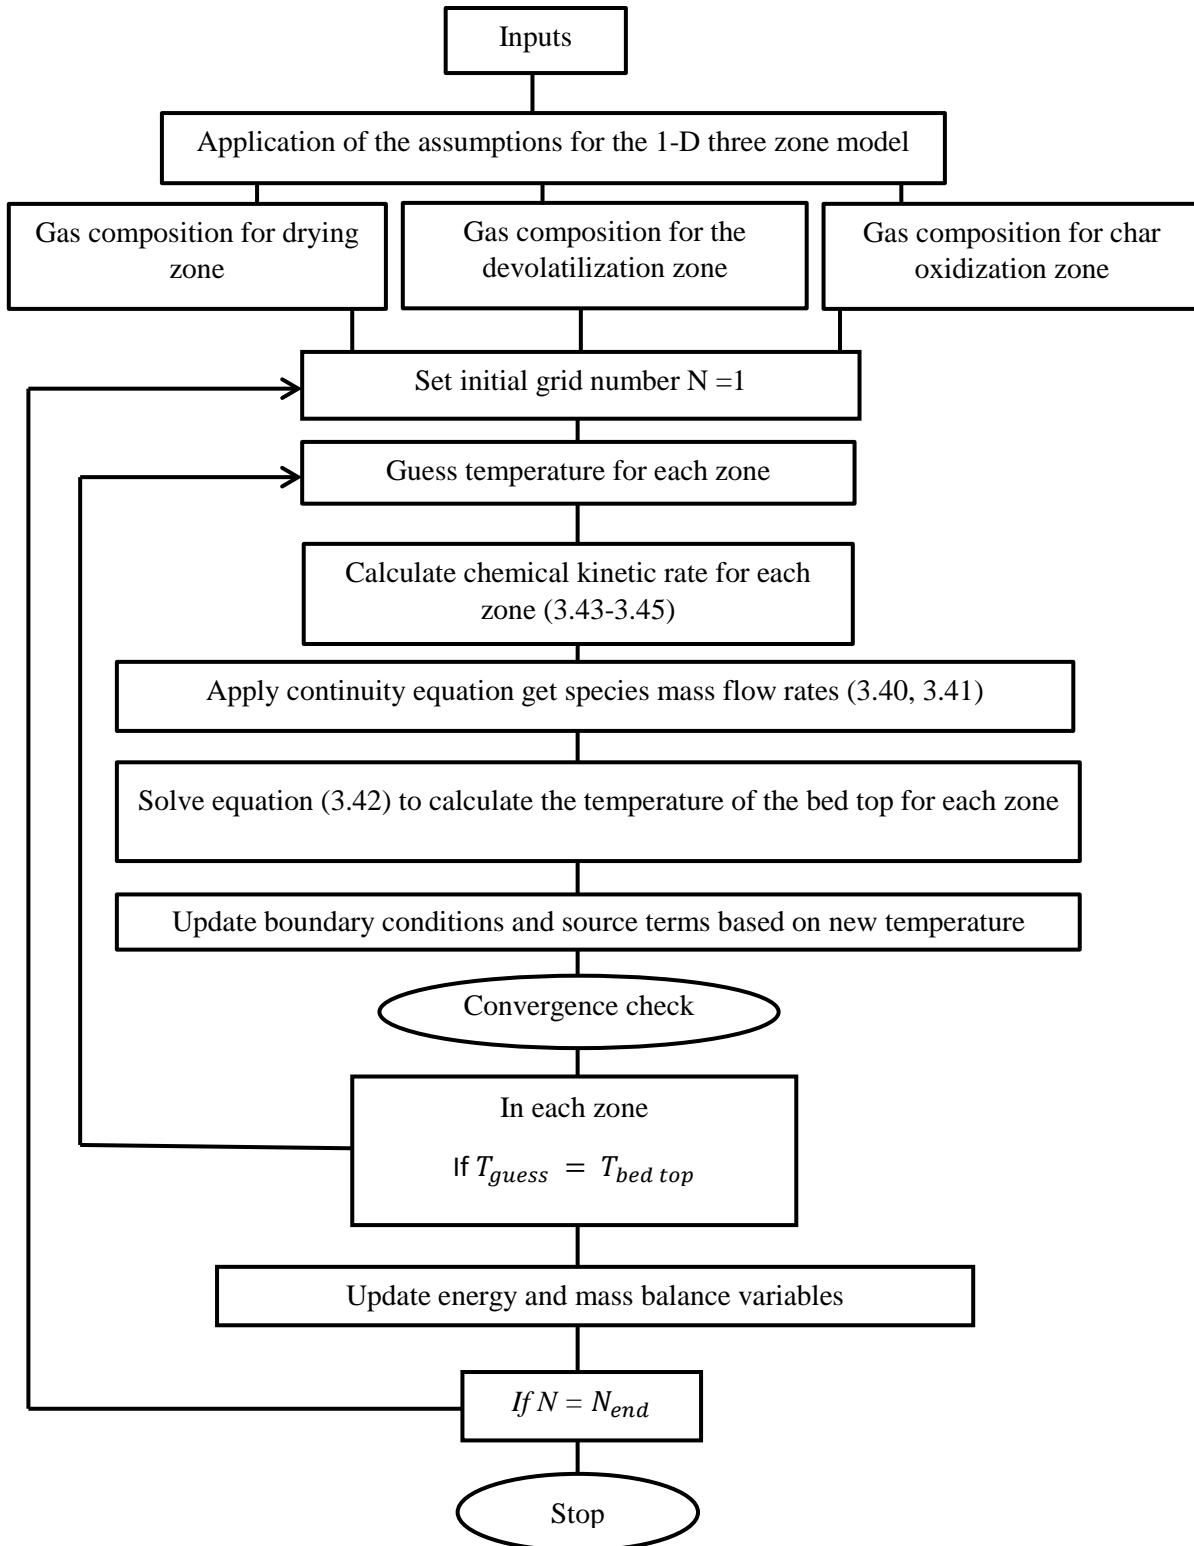 Inputs
Application of the assumptions for the 1-D three zone model
Gas composition for drying
zone
Gas composition for the
devolatilization zone
Gas composition for char
oxidization zone
Set initial grid number N =1
Guess temperature for each zone
Calculate chemical kinetic rate for each
zone (3.43-3.45)
Apply continuity equation get species mass flow rates (3.40, 3.41)
Solve equation (3.42) to calculate the temperature of the bed top for each zone
Update boundary conditions and source terms based on new temperature
Convergence check
In each zone
If T_guess = T_bed top
Update energy and mass balance variables
If N = N_end
Stop